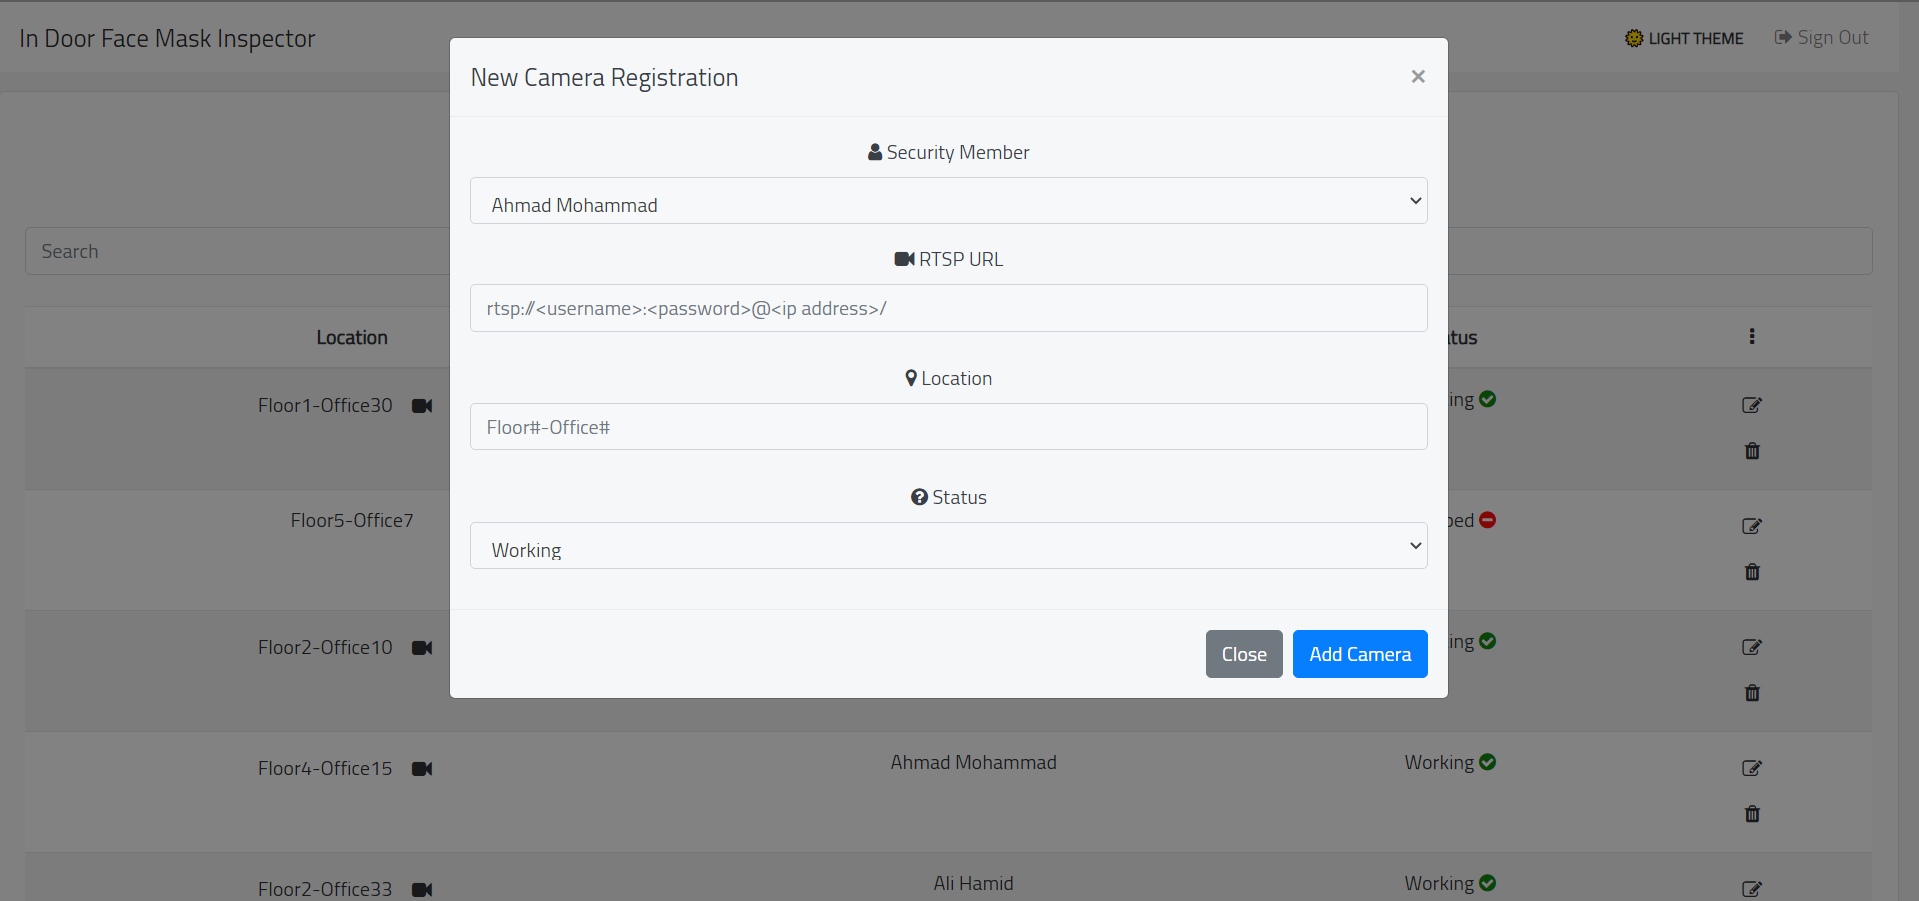 In Door Face Mask Inspector
LIGHT THEME
Sign Out
New Camera Registration
×
Security Member
Ahmad Mohammad
RTSP URL
rtsp://<username>:<password>@<ip address>/
Location
Floor#-Office#
Status
Working
Close
Add Camera
Search
Location
tus
Floor1-Office30
ing
Floor5-Office7
ped
Floor2-Office10
ing
Floor4-Office15 Ahmad Mohammad Working
Floor2-Office33 Ali Hamid Working